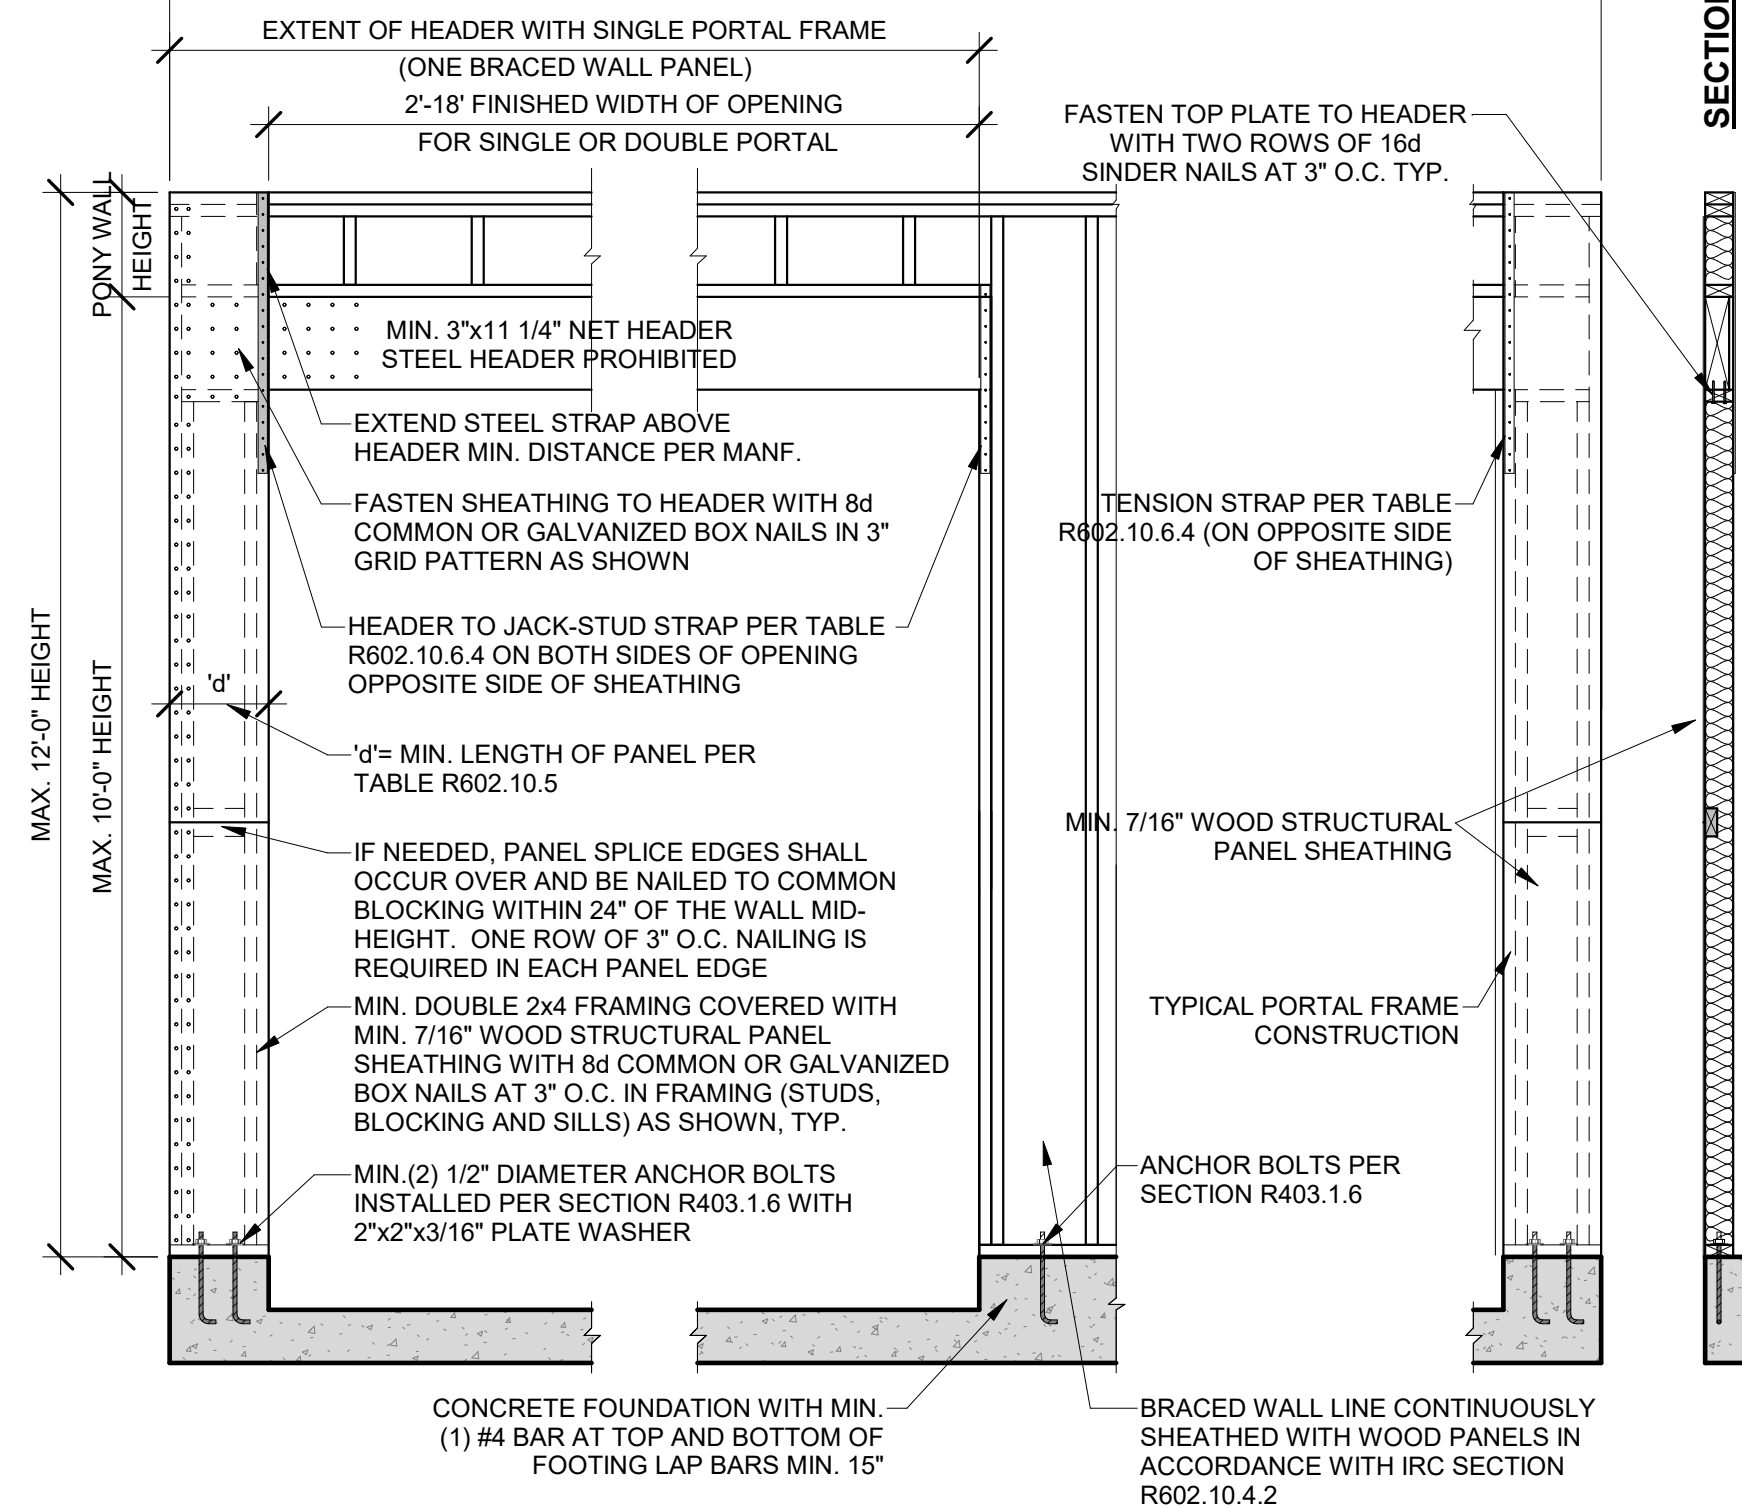 EXTENT OF HEADER WITH SINGLE PORTAL FRAME
(ONE BRACED WALL PANEL)
2'-18' FINISHED WIDTH OF OPENING
FOR SINGLE OR DOUBLE PORTAL
FASTEN TOP PLATE TO HEADER
WITH TWO ROWS OF 16d
SINDER NAILS AT 3" O.C. TYP.
SECTION
PONY WALL
HEIGHT
MIN. 3"x11 1/4" NET HEADER
STEEL HEADER PROHIBITED
EXTEND STEEL STRAP ABOVE
HEADER MIN. DISTANCE PER MANF.
FASTEN SHEATHING TO HEADER WITH 8d
COMMON OR GALVANIZED BOX NAILS IN 3"
GRID PATTERN AS SHOWN
TENSION STRAP PER TABLE
R602.10.6.4 (ON OPPOSITE SIDE
OF SHEATHING)
HEADER TO JACK-STUD STRAP PER TABLE
R602.10.6.4 ON BOTH SIDES OF OPENING
OPPOSITE SIDE OF SHEATHING
MAX. 12'-0" HEIGHT
MAX. 10'-0" HEIGHT
'd'
'd'= MIN. LENGTH OF PANEL PER
TABLE R602.10.5
MIN. 7/16" WOOD STRUCTURAL
PANEL SHEATHING
IF NEEDED, PANEL SPLICE EDGES SHALL
OCCUR OVER AND BE NAILED TO COMMON
BLOCKING WITHIN 24" OF THE WALL MID-
HEIGHT. ONE ROW OF 3" O.C. NAILING IS
REQUIRED IN EACH PANEL EDGE
MIN. DOUBLE 2x4 FRAMING COVERED WITH
MIN. 7/16" WOOD STRUCTURAL PANEL
SHEATHING WITH 8d COMMON OR GALVANIZED
BOX NAILS AT 3" O.C. IN FRAMING (STUDS,
BLOCKING AND SILLS) AS SHOWN, TYP.
TYPICAL PORTAL FRAME
CONSTRUCTION
MIN.(2) 1/2" DIAMETER ANCHOR BOLTS
INSTALLED PER SECTION R403.1.6 WITH
2"x2"x3/16" PLATE WASHER
ANCHOR BOLTS PER
SECTION R403.1.6
CONCRETE FOUNDATION WITH MIN.
(1) #4 BAR AT TOP AND BOTTOM OF
FOOTING LAP BARS MIN. 15"
BRACED WALL LINE CONTINUOUSLY
SHEATHED WITH WOOD PANELS IN
ACCORDANCE WITH IRC SECTION
R602.10.4.2